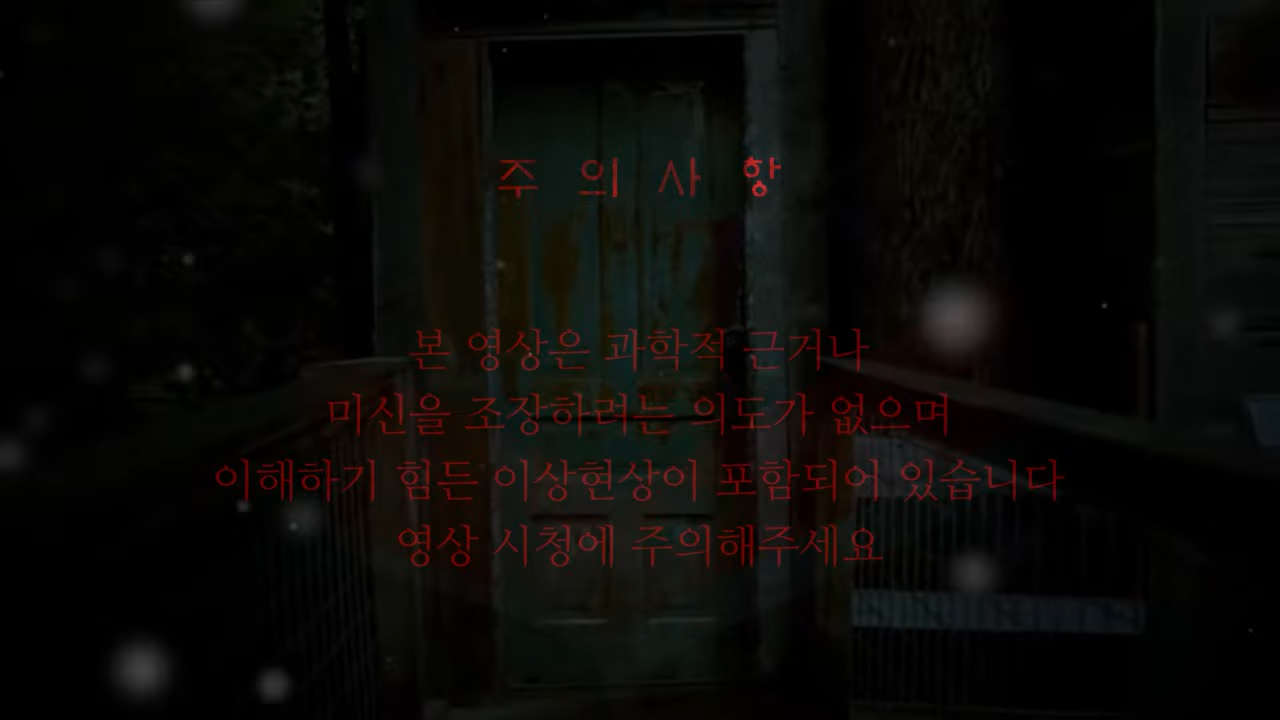 주 의 사 항
본 영상은 과학적 근거나
미신을 조장하려는 의도가 없으며
이해하기 힘든 이상현상이 포함되어 있습니다
영상 시청에 주의해주세요